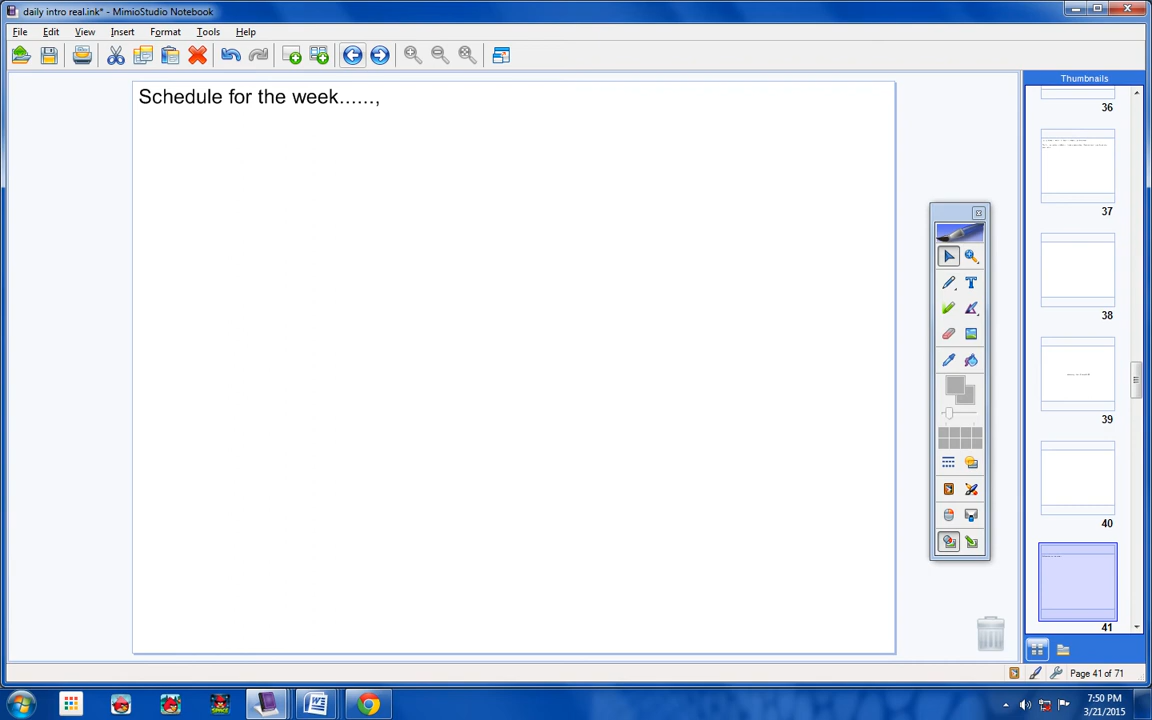 daily intro real.ink* - MimioStudio Notebook
File Edit View Insert Format Tools Help
Schedule for the week......,
Thumbnails
36
37
38
39
40
41
Page 41 of 71
7:50 PM
3/21/2015